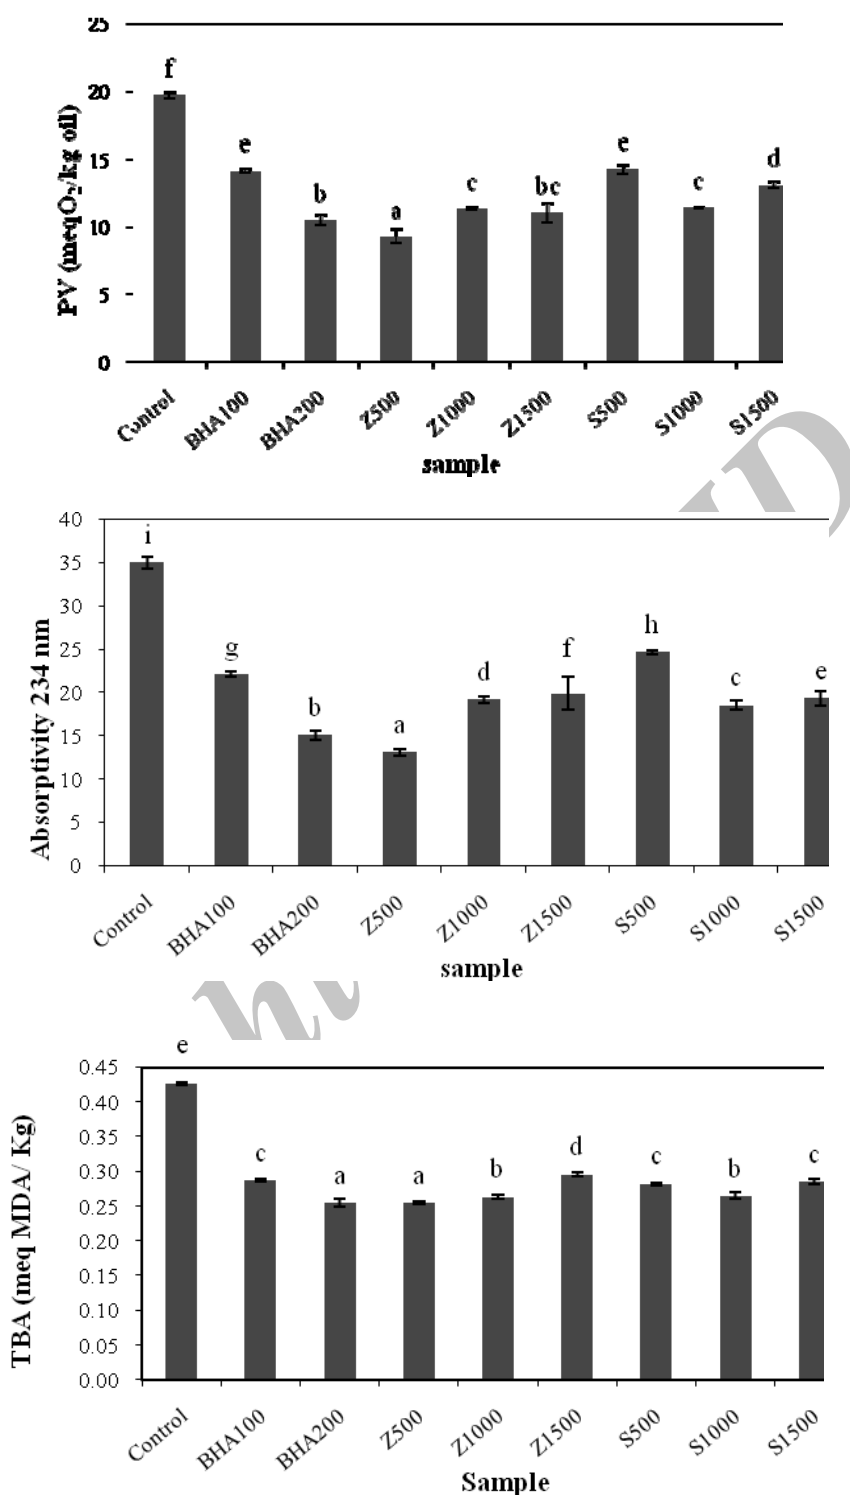 25
20
15
10
5
0
PV (meqO2/kg oil)
f
e
b
a
c
bc
e
c
d
Control
BHA100
BHA200
Z500
Z1000
Z1500
S500
S1000
S1500
sample
40
35
30
25
20
15
10
5
0
Absorptivity 234 nm
i
g
b
a
d
f
h
c
e
Control
BHA100
BHA200
Z500
Z1000
Z1500
S500
S1000
S1500
sample
0.45
0.40
0.35
0.30
0.25
0.20
0.15
0.10
0.05
0.00
TBA (meq MDA/ Kg)
e
c
a
a
b
d
c
b
c
Control
BHA100
BHA200
Z500
Z1000
Z1500
S500
S1000
S1500
Sample